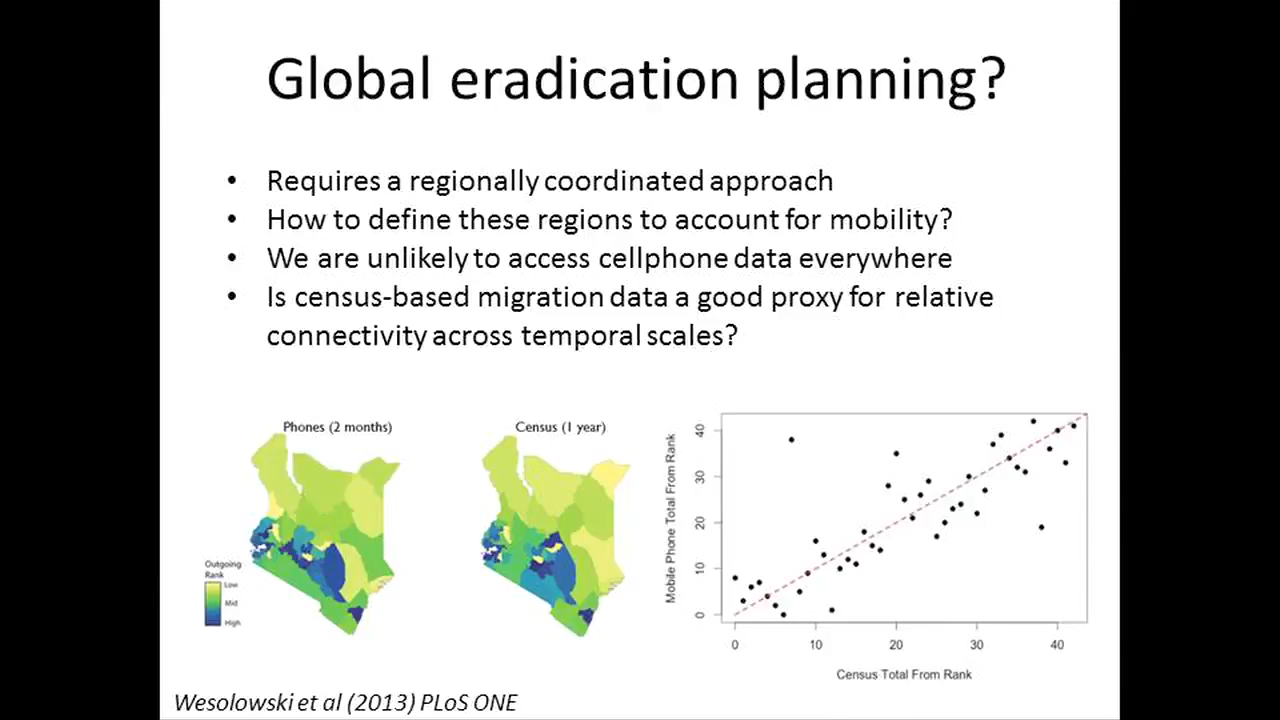 Global eradication planning?
• Requires a regionally coordinated approach
• How to define these regions to account for mobility?
• We are unlikely to access cellphone data everywhere
• Is census-based migration data a good proxy for relative
connectivity across temporal scales?
Phones (2 months)
Census (1 year)
Outgoing
Rank
Low
Mid
High
Mobile Phone Total From Rank
40
30
20
10
0
0 10 20 30 40
Census Total From Rank
Wesolowski et al (2013) PLoS ONE